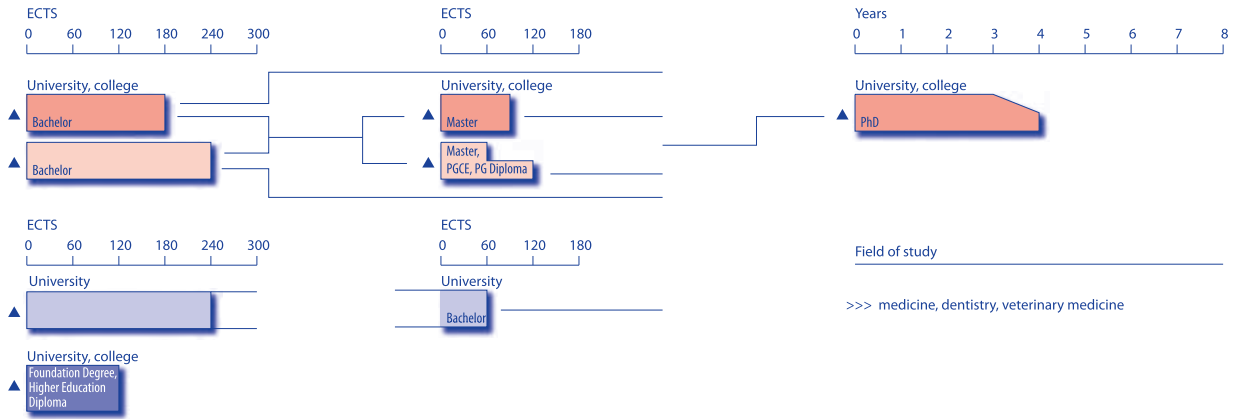 ECTS
0 60 120 180 240 300
University, college
Bachelor
Bachelor
ECTS
0 60 120 180
University, college
Master
Master,
PGCE, PG Diploma
Years
0 1 2 3 4 5 6 7 8
University, college
PhD
ECTS
0 60 120 180 240 300
University
ECTS
0 60 120 180
University
Bachelor
Field of study
>>> medicine, dentistry, veterinary medicine
University, college
Foundation Degree,
Higher Education
Diploma